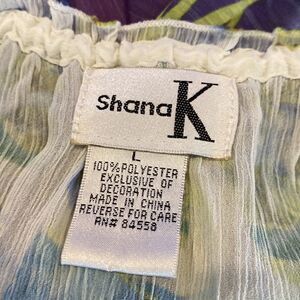 Shana K
L
100%POLYESTER
EXCLUSIVE OF
DECORATION
MADE IN CHINA
REVERSE FOR CARE
RN# 84558